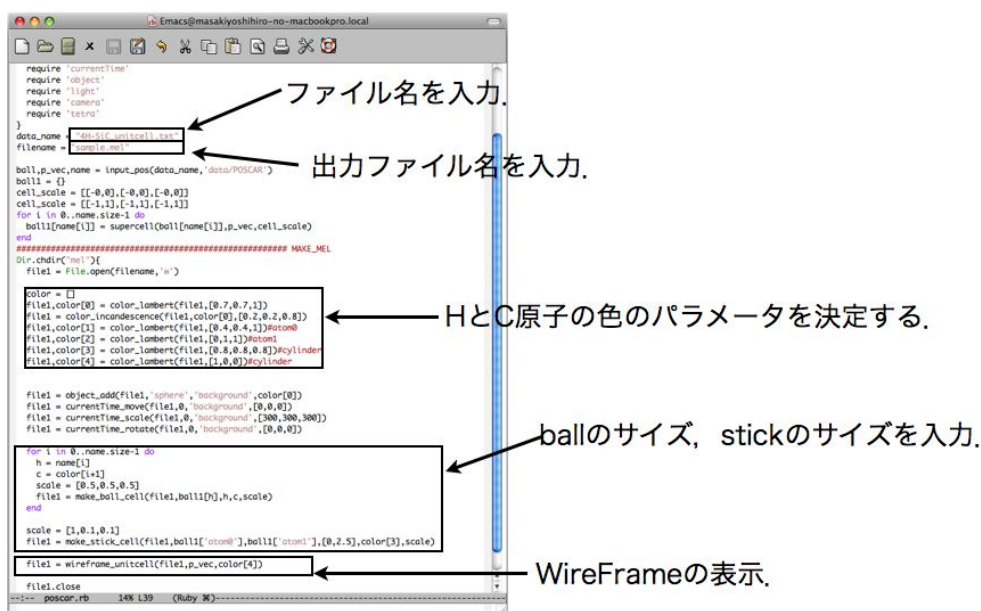 Emacs@masakiyoshihiro-no-macbookpro.local
require 'currentTime'
require 'object'
require 'light'
require 'camera'
require 'tetra'
}
data_name = "4H-SiC_unitcell.txt"
filename = "sample.mel"
ファイル名を入力.
出力ファイル名を入力.
ball,p_vec,name = input_pos(data_name,'data/POSCAR')
ball1 = {}
cell_scale = [[-0,0],[-0,0],[-0,0]]
cell_scale = [[-1,1],[-1,1],[-1,1]]
for i in 0..name.size-1 do
ball1[name[i]] = supercell(ball[name[i]],p_vec,cell_scale)
end
######################################################## MAKE_MEL
Dir.chdir("mel"){
file1 = File.open(filename,'w')
color = []
file1,color[0] = color_lambert(file1,[0.7,0.7,1])
file1 = color_incandescence(file1,color[0],[0.2,0.2,0.8])
file1,color[1] = color_lambert(file1,[0.4,0.4,1])#atom0
file1,color[2] = color_lambert(file1,[0,1,1])#atom1
file1,color[3] = color_lambert(file1,[0.8,0.8,0.8])#cylinder
file1,color[4] = color_lambert(file1,[1,0,0])#cylinder
HとC原子の色のパラメータを決定する.
file1 = object_add(file1,'sphere','background',color[0])
file1 = currentTime_move(file1,0,'background',[0,0,0])
file1 = currentTime_scale(file1,0,'background',[300,300,300])
file1 = currentTime_rotate(file1,0,'background',[0,0,0])
for i in 0..name.size-1 do
h = name[i]
c = color[i+1]
scale = [0.5,0.5,0.5]
file1 = make_ball_cell(file1,ball1[h],h,c,scale)
end
scale = [1,0.1,0.1]
file1 = make_stick_cell(file1,ball1['atom0'],ball1['atom1'],[0,2.5],color[3],scale)
ballのサイズ, stickのサイズを入力.
file1 = wireframe_unitcell(file1,p_vec,color[4])
WireFrameの表示.
file1.close
--:-- poscar.rb 14% L39 (Ruby ⌘)--------------------------------